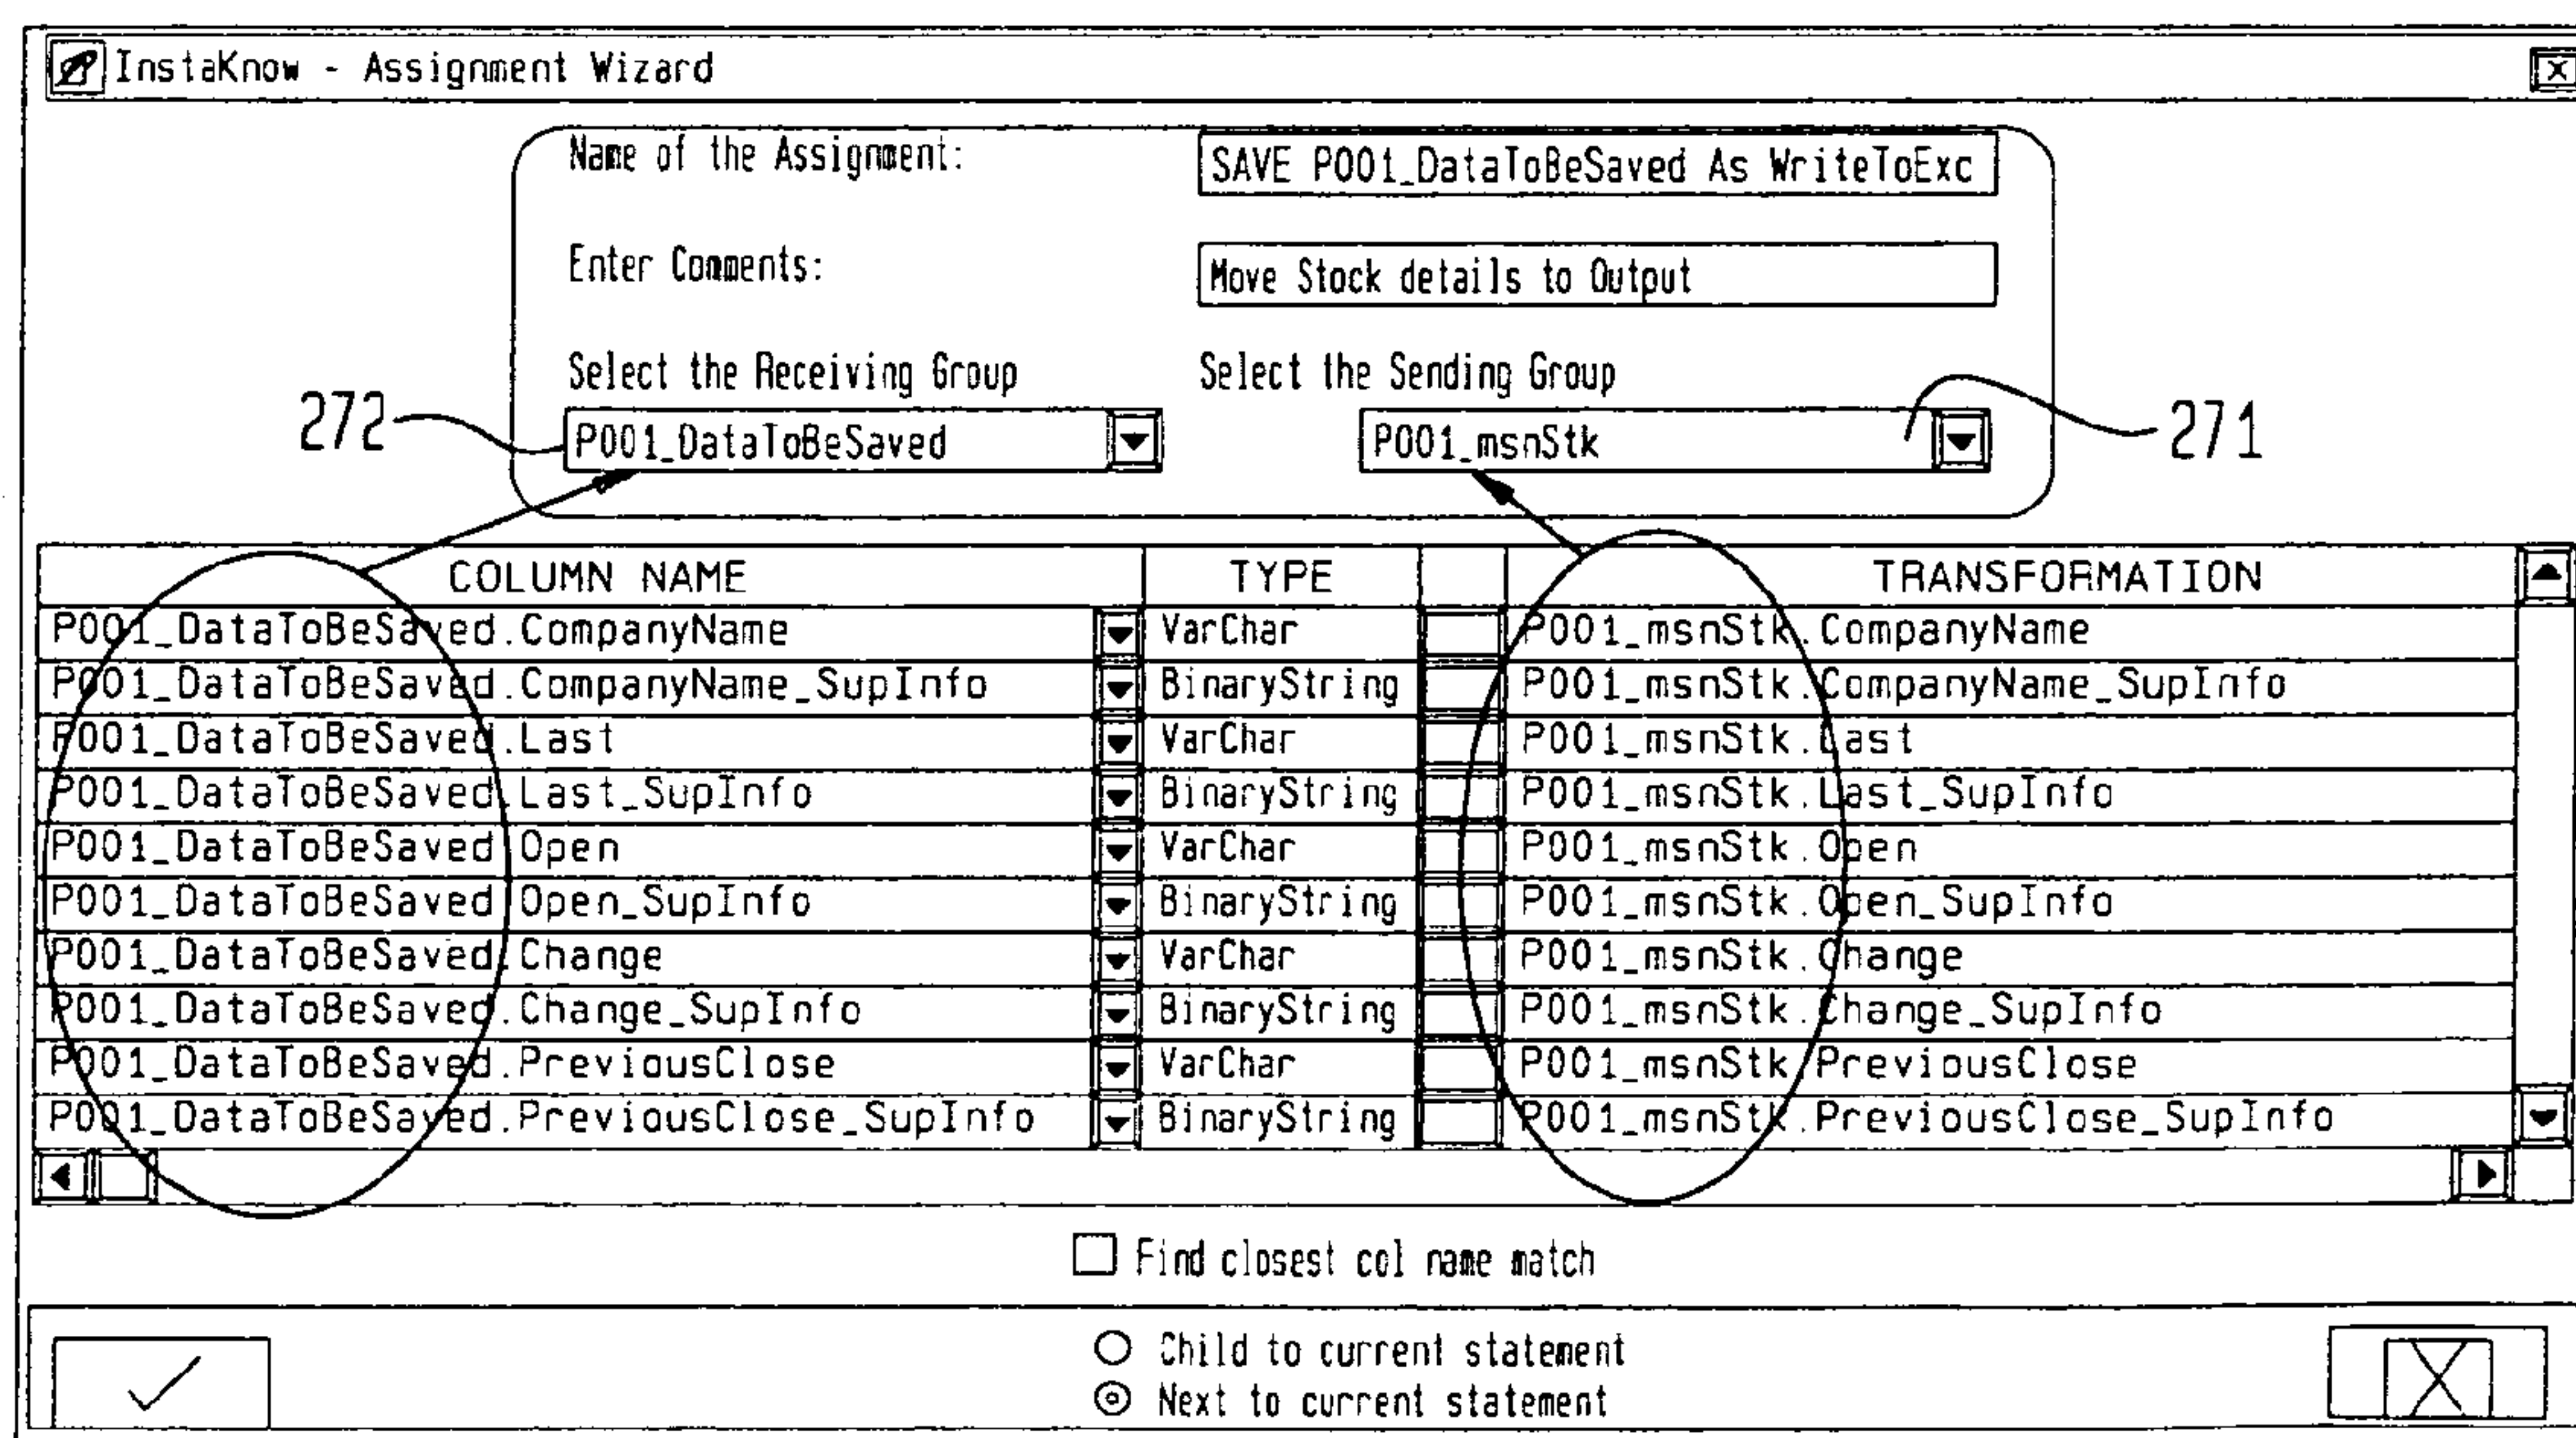 InstaKnow - Assignment Wizard
Name of the Assignment: SAVE P001_DataToBeSaved As WriteToExc
Enter Comments: Move Stock details to Output
Select the Receiving Group Select the Sending Group
272 P001_DataToBeSaved P001_msnStk 271
COLUMN NAME TYPE TRANSFORMATION
P001_DataToBeSaved.CompanyName VarChar P001_msnStk.CompanyName
P001_DataToBeSaved.CompanyName_SupInfo BinaryString P001_msnStk.CompanyName_SupInfo
P001_DataToBeSaved.Last VarChar P001_msnStk.Last
P001_DataToBeSaved.Last_SupInfo BinaryString P001_msnStk.Last_SupInfo
P001_DataToBeSaved.Open VarChar P001_msnStk.Open
P001_DataToBeSaved.Open_SupInfo BinaryString P001_msnStk.Open_SupInfo
P001_DataToBeSaved.Change VarChar P001_msnStk.Change
P001_DataToBeSaved.Change_SupInfo BinaryString P001_msnStk.Change_SupInfo
P001_DataToBeSaved.PreviousClose VarChar P001_msnStk.PreviousClose
P001_DataToBeSaved.PreviousClose_SupInfo BinaryString P001_msnStk.PreviousClose_SupInfo
Find closest col name match
Child to current statement
Next to current statement